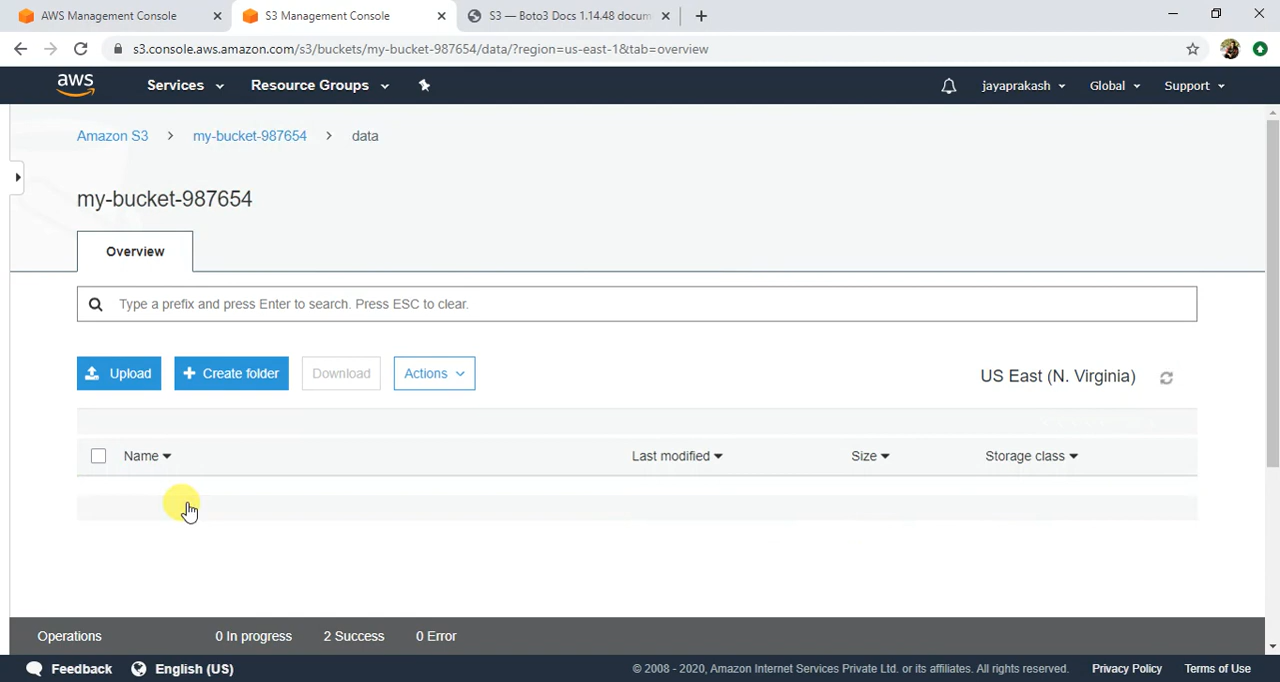 AWS Management Console
S3 Management Console
S3 — Boto3 Docs 1.14.48 docum
s3.console.aws.amazon.com/s3/buckets/my-bucket-987654/data/?region=us-east-1&tab=overview
aws Services Resource Groups jayaprakash Global Support
Amazon S3 > my-bucket-987654 > data
my-bucket-987654
Overview
Type a prefix and press Enter to search. Press ESC to clear.
Upload + Create folder Download Actions US East (N. Virginia)
Name Last modified Size Storage class
Operations 0 In progress 2 Success 0 Error
Feedback English (US) © 2008 - 2020, Amazon Internet Services Private Ltd. or its affiliates. All rights reserved. Privacy Policy Terms of Use